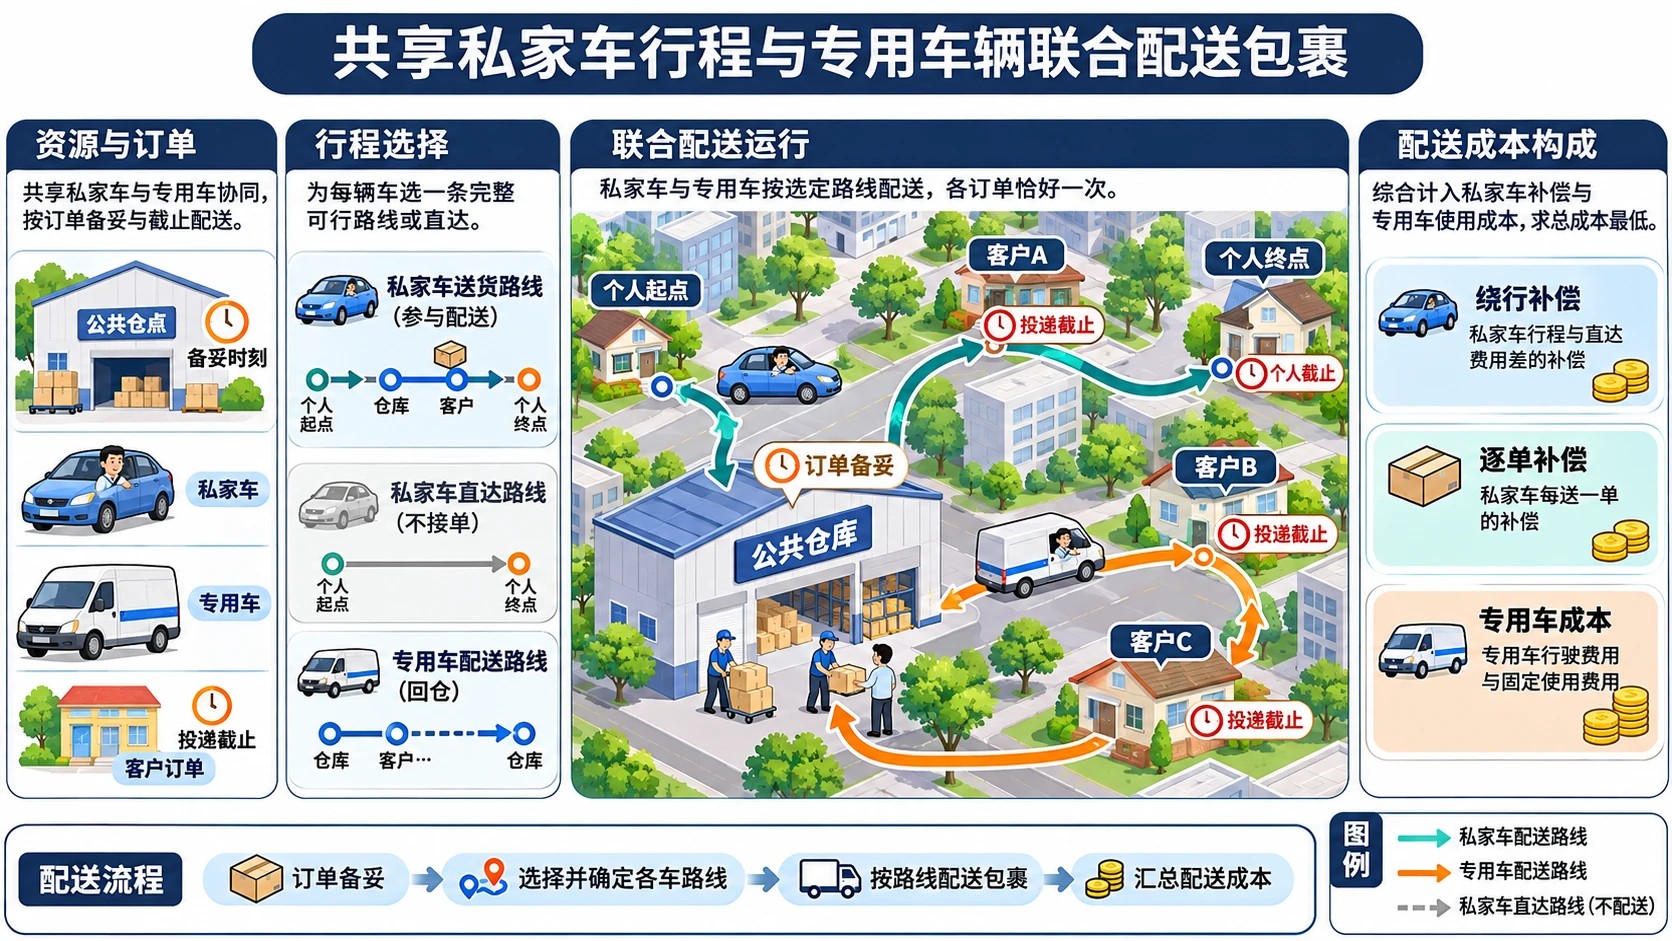 共享私家车行程与专用车辆联合配送包裹
资源与订单
共享私家车与专用车协同，
按订单备妥与截止配送。
公共仓点
备妥时刻
私家车
专用车
投递截止
客户订单
行程选择
为每辆车选一条完整
可行路线或直达。
私家车送货路线
（参与配送）
个人
起点
仓库
客户
个人
终点
私家车直达路线
（不接单）
个人
起点
个人
终点
专用车配送路线
（回仓）
仓库
客户…
仓库
联合配送运行
私家车与专用车按选定路线配送，各订单恰好一次。
个人起点
客户A
投递截止
个人终点
个人截止
订单备妥
公共仓库
客户B
投递截止
客户C
投递截止
配送成本构成
综合计入私家车补偿与
专用车使用成本，求总成本最低。
绕行补偿
私家车行程与直达
费用差的补偿
逐单补偿
私家车每送一单
的补偿
专用车成本
专用车行驶费用
与固定使用费用
配送流程
订单备妥
选择并确定各车路线
按路线配送包裹
汇总配送成本
图例
私家车配送路线
专用车配送路线
私家车直达路线（不配送）